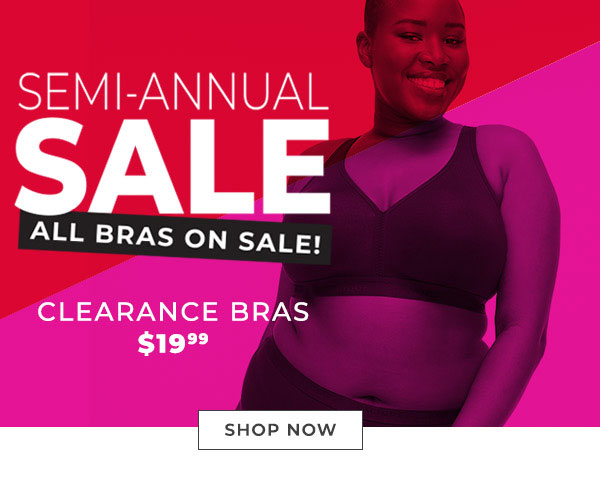 SEMI-ANNUAL
SALE
ALL BRAS ON SALE!
CLEARANCE BRAS
$19.99
SHOP NOW